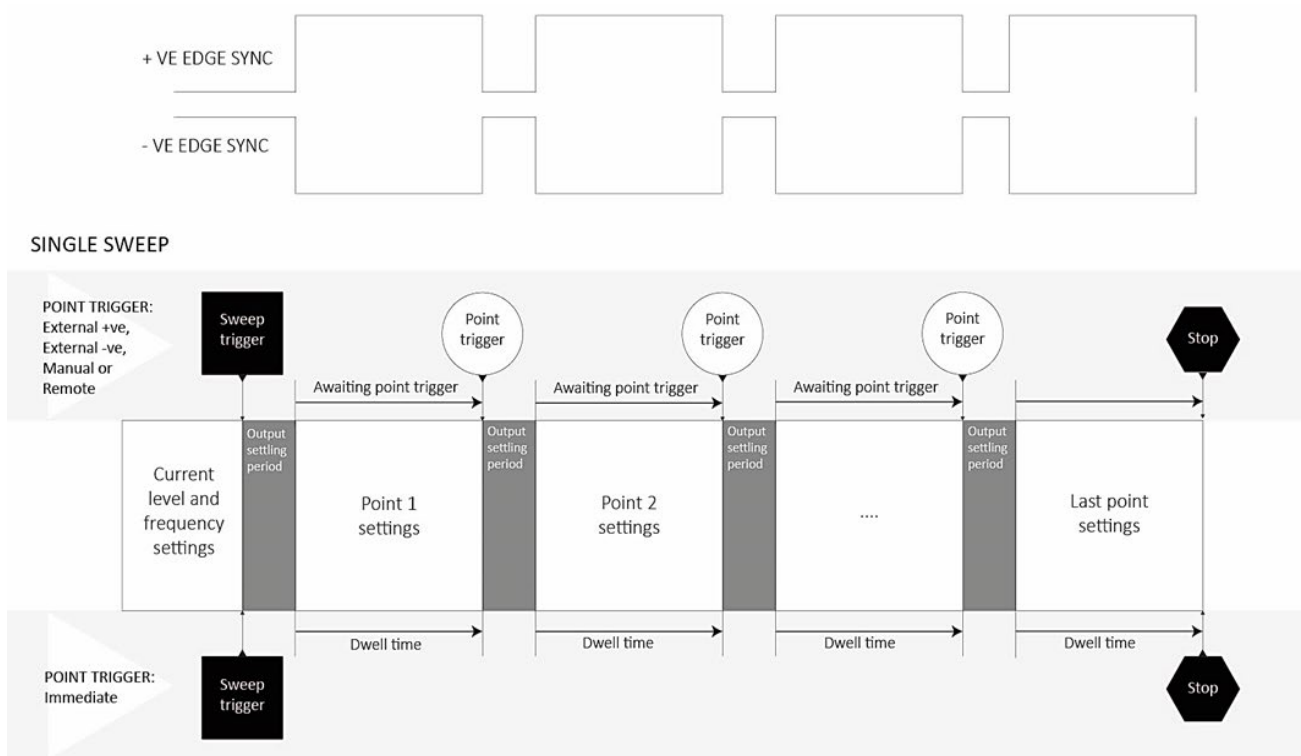 + VE EDGE SYNC
- VE EDGE SYNC
SINGLE SWEEP
POINT TRIGGER:
External +ve,
External -ve,
Manual or
Remote
Sweep
trigger
Point
trigger
Point
trigger
Point
trigger
Stop
Awaiting point trigger
Awaiting point trigger
Awaiting point trigger
Current
level and
frequency
settings
Output
settling
period
Point 1
settings
Output
settling
period
Point 2
settings
Output
settling
period
....
Output
settling
period
Last point
settings
Dwell time
Dwell time
Dwell time
Dwell time
POINT TRIGGER:
Immediate
Sweep
trigger
Stop